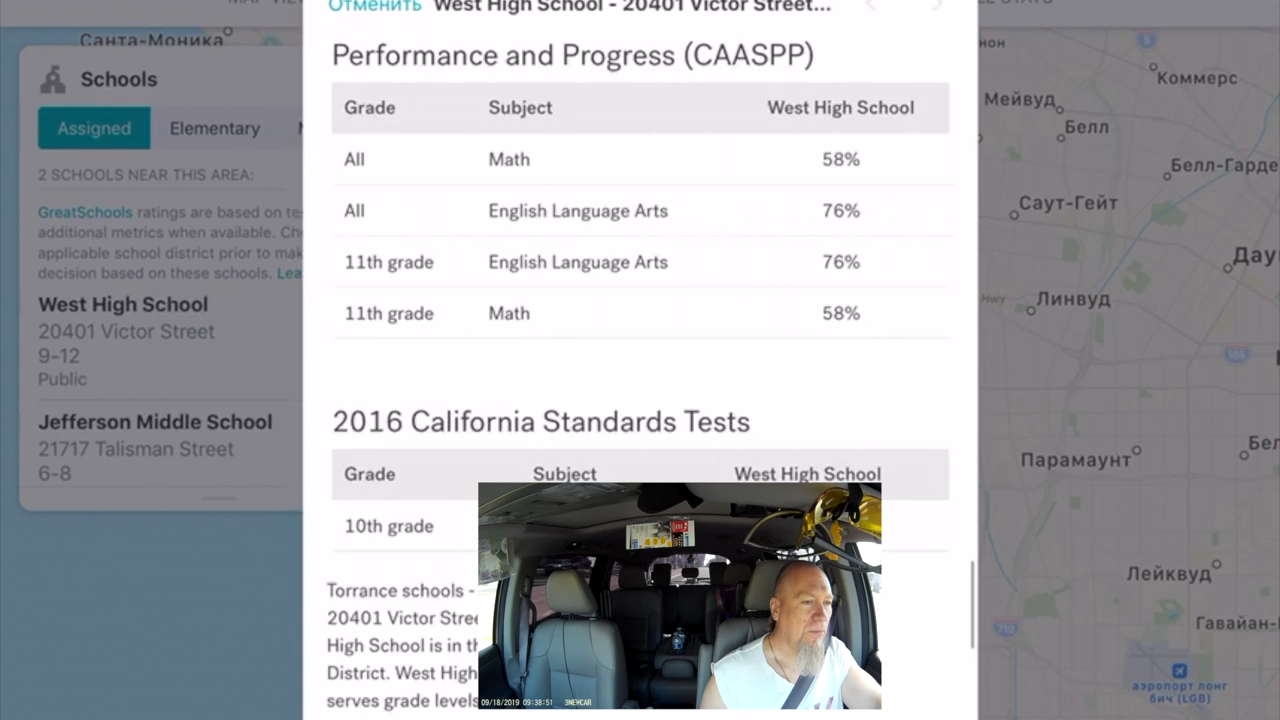 Отменить West High School - 20401 Victor Street...
Санта-Моника
Schools
Assigned Elementary
2 SCHOOLS NEAR THIS AREA:
GreatSchools ratings are based on
additional metrics when available.
applicable school district prior to
decision based on these schools.
West High School
20401 Victor Street
9-12
Public
Jefferson Middle School
21717 Talisman Street
6-8
Performance and Progress (CAASPP)
Grade Subject West High School
All Math 58%
All English Language Arts 76%
11th grade English Language Arts 76%
11th grade Math 58%
2016 California Standards Tests
Grade Subject West High School
10th grade
Torrance schools -
20401 Victor
High School is in
District. West High
serves grade levels
09/18/2019 09:38:51 3NEWCAR
5
Коммерс
Мейвуд
Белл
Белл-Гарде
Саут-Гейт
Дау
Hwy
Линвуд
105
Парамаунт
Бел
Лейквуд
Гавайан-
710
аэропорт лонг
бич (LGB)